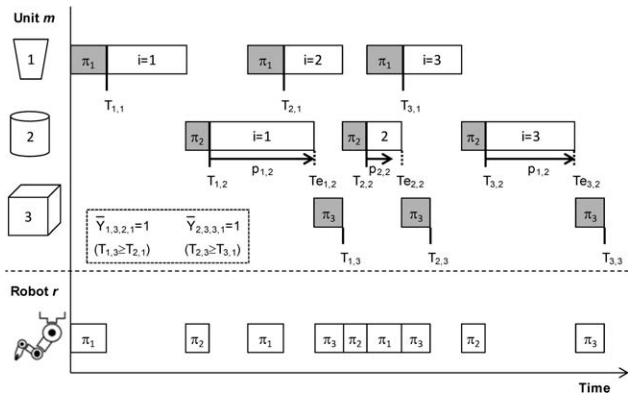 Unit m
1
π1 i=1
π1 i=2
π1 i=3
T1,1
T2,1
T3,1
2
π2 i=1
π2 2
π2 i=3
p1,2
p2,2
p1,2
T1,2
Te1,2
T2,2
Te2,2
T3,2
Te3,2
3
π3
π3
π3
Y̅1,3,2,1=1 Y̅2,3,3,1=1
(T1,3≥T2,1) (T2,3≥T3,1)
T1,3
T2,3
T3,3
Robot r
π1 π2 π1 π3 π2 π1 π3 π2 π3
Time